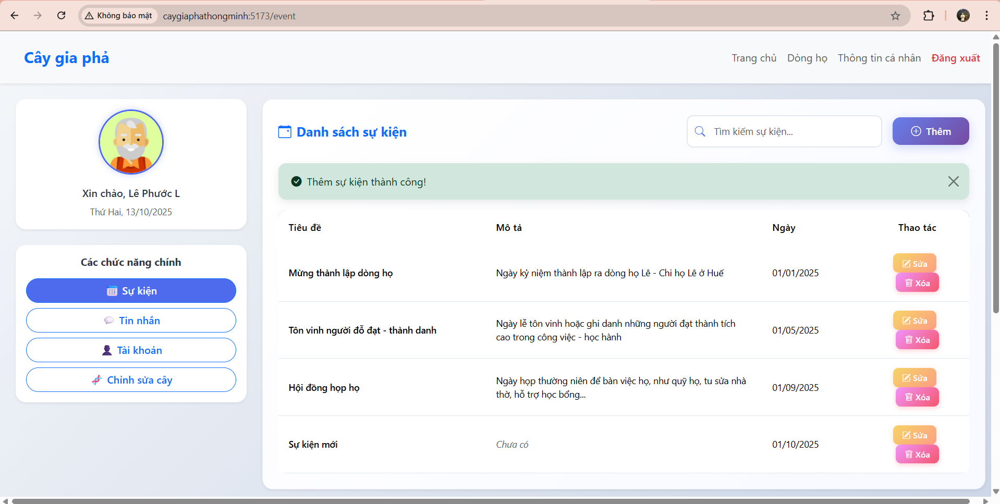 Không bảo mật
caygiaphathongminh:5173/event
Cây gia phả
Trang chủ Dòng họ Thông tin cá nhân Đăng xuất
Xin chào, Lê Phước L
Thứ Hai, 13/10/2025
Các chức năng chính
Sự kiện
Tin nhắn
Tài khoản
Chỉnh sửa cây
Danh sách sự kiện
Tìm kiếm sự kiện...
Thêm
Thêm sự kiện thành công!
Tiêu đề Mô tả Ngày Thao tác
Mừng thành lập dòng họ
Ngày kỷ niệm thành lập ra dòng họ Lê - Chi họ Lê ở Huế
01/01/2025
Sửa
Xóa
Tôn vinh người đỗ đạt - thành danh
Ngày lễ tôn vinh hoặc ghi danh những người đạt thành tích
cao trong công việc - học hành
01/05/2025
Sửa
Xóa
Hội đồng họp họ
Ngày họp thường niên để bàn việc họ, như quỹ họ, tu sửa nhà
thờ, hỗ trợ học bổng...
01/09/2025
Sửa
Xóa
Sự kiện mới
Chưa có
01/10/2025
Sửa
Xóa